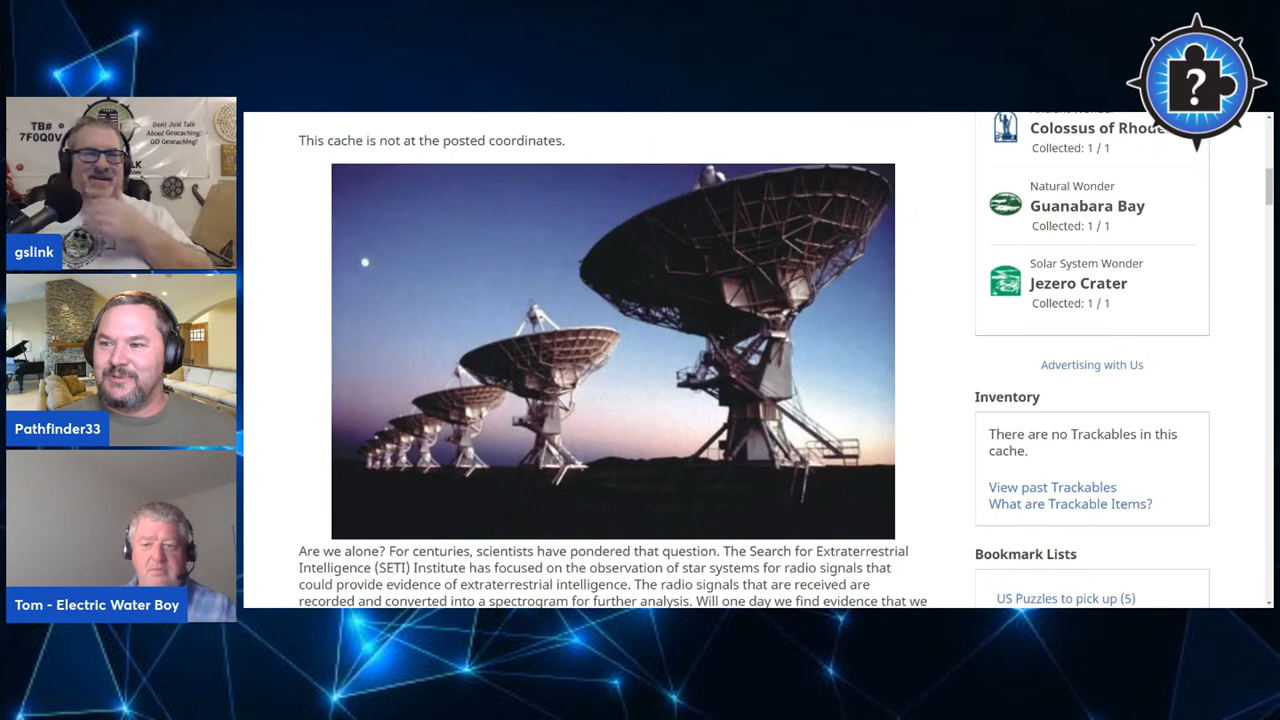 TB#
7F0Q0V
Don't Just Talk
About Geocaching:
GO Geocaching!
gslink
Pathfinder33
Tom - Electric Water Boy
This cache is not at the posted coordinates.
Are we alone? For centuries, scientists have pondered that question. The Search for Extraterrestrial
Intelligence (SETI) Institute has focused on the observation of star systems for radio signals that
could provide evidence of extraterrestrial intelligence. The radio signals that are received are
recorded and converted into a spectrogram for further analysis. Will one day we find evidence that we
?
Colossus of Rhode
Collected: 1 / 1
Natural Wonder
Guanabara Bay
Collected: 1 / 1
Solar System Wonder
Jezero Crater
Collected: 1 / 1
Advertising with Us
Inventory
There are no Trackables in this
cache.
View past Trackables
What are Trackable Items?
Bookmark Lists
US Puzzles to pick up (5)